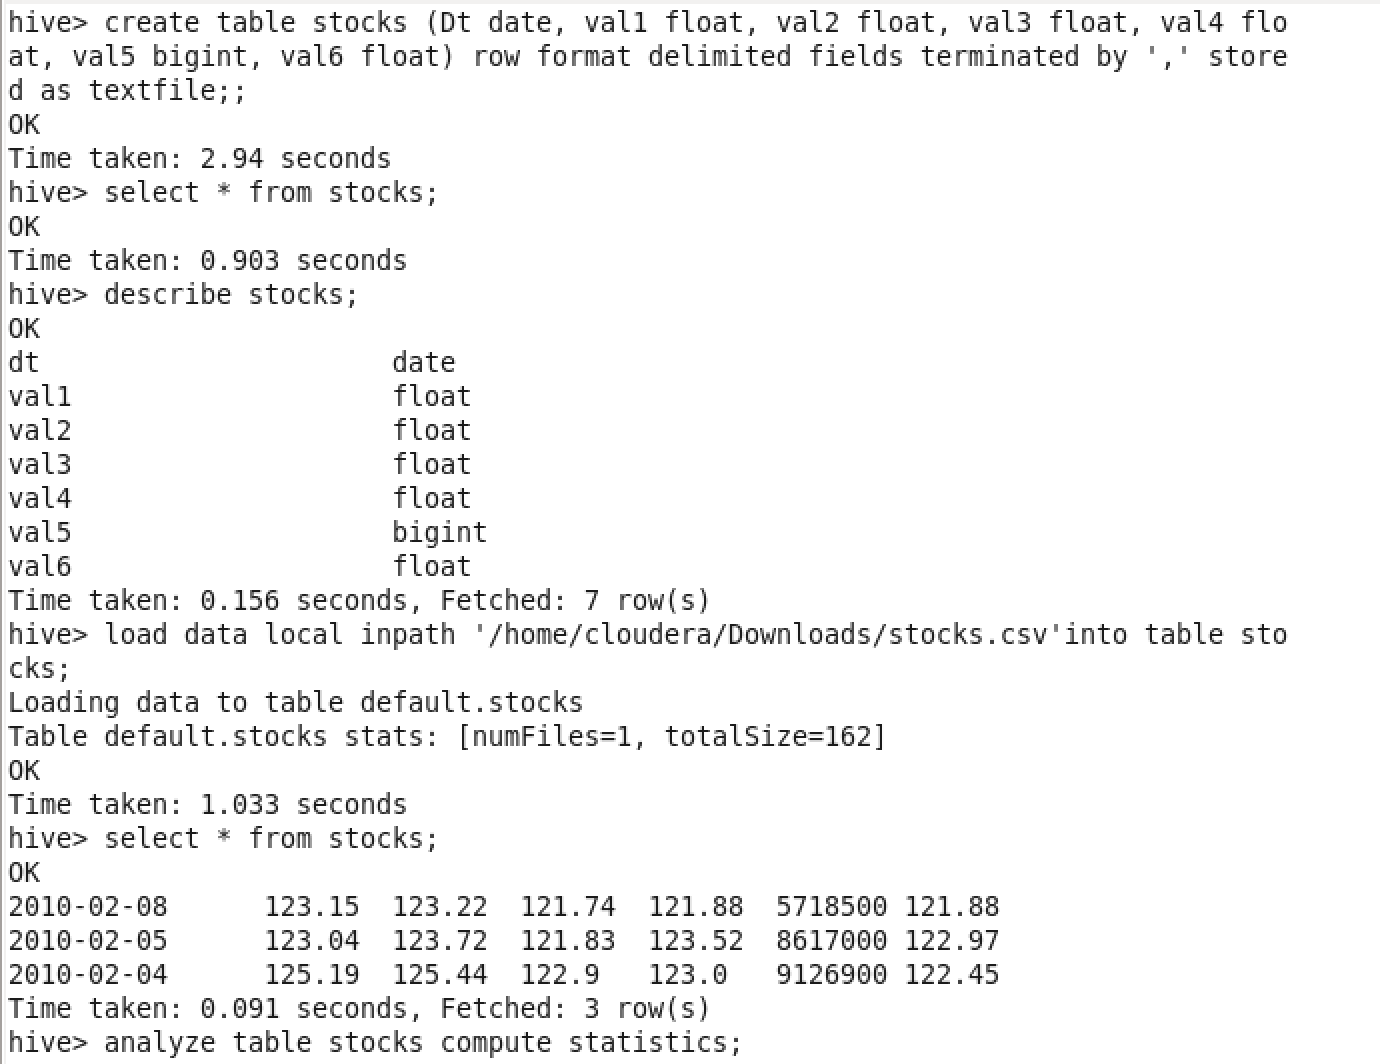 hive> create table stocks (Dt date, val1 float, val2 float, val3 float, val4 flo
at, val5 bigint, val6 float) row format delimited fields terminated by ',' store
d as textfile;;
OK
Time taken: 2.94 seconds
hive> select * from stocks;
OK
Time taken: 0.903 seconds
hive> describe stocks;
OK
dt                  	date
val1                	float
val2                	float
val3                	float
val4                	float
val5                	bigint
val6                	float
Time taken: 0.156 seconds, Fetched: 7 row(s)
hive> load data local inpath '/home/cloudera/Downloads/stocks.csv'into table sto
cks;
Loading data to table default.stocks
Table default.stocks stats: [numFiles=1, totalSize=162]
OK
Time taken: 1.033 seconds
hive> select * from stocks;
OK
2010-02-08      123.15  123.22  121.74  121.88  5718500 121.88
2010-02-05      123.04  123.72  121.83  123.52  8617000 122.97
2010-02-04      125.19  125.44  122.9   123.0   9126900 122.45
Time taken: 0.091 seconds, Fetched: 3 row(s)
hive> analyze table stocks compute statistics;